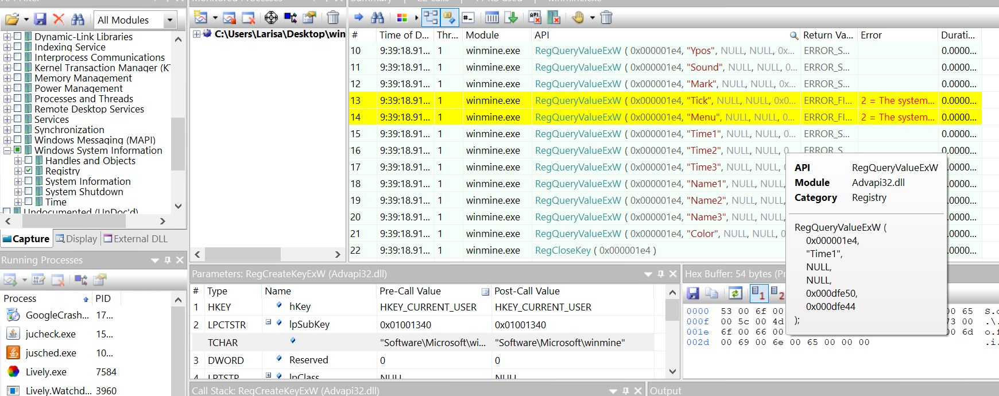 All Modules
Dynamic-Link Libraries
Indexing Service
Interprocess Communications
Kernel Transaction Manager (KT
Memory Management
Power Management
Processes and Threads
Remote Desktop Services
Services
Synchronization
Windows Messaging (MAPI)
Windows System Information
Handles and Objects
Registry
System Information
System Shutdown
Time
Undocumented (UnDoc'd)
Capture Display External DLL
Running Processes
Process PID
GoogleCrash... 17...
jucheck.exe 15...
jusched.exe 10...
Lively.exe 7584
Lively.Watchd... 3960
Monitored Processes
C:\Users\Larisa\Desktop\win
Summary 22 calls used winmine.exe
# Time of D... Thr... Module API Return Va... Error Durati...
10 9:39:18.91... 1 winmine.exe RegQueryValueExW ( 0x000001e4, "Ypos", NULL, NULL, 0x... ERROR_S... 0.0000...
11 9:39:18.91... 1 winmine.exe RegQueryValueExW ( 0x000001e4, "Sound", NULL, NULL, 0... ERROR_S... 0.0000...
12 9:39:18.91... 1 winmine.exe RegQueryValueExW ( 0x000001e4, "Mark", NULL, NULL, 0x... ERROR_S... 0.0000...
13 9:39:18.91... 1 winmine.exe RegQueryValueExW ( 0x000001e4, "Tick", NULL, NULL, 0x0... ERROR_FI... 2 = The system... 0.0000...
14 9:39:18.91... 1 winmine.exe RegQueryValueExW ( 0x000001e4, "Menu", NULL, NULL, 0x... ERROR_FI... 2 = The system... 0.0000...
15 9:39:18.91... 1 winmine.exe RegQueryValueExW ( 0x000001e4, "Time1", NULL, NULL, 0... ERROR_S... 0.0000...
16 9:39:18.91... 1 winmine.exe RegQueryValueExW ( 0x000001e4, "Time2", NULL, NULL, 0 ERROR_S 0.0000...
17 9:39:18.91... 1 winmine.exe RegQueryValueExW ( 0x000001e4, "Time3", NULL, NULL, 0 .0000...
18 9:39:18.91... 1 winmine.exe RegQueryValueExW ( 0x000001e4, "Name1", NULL, NULL, .0000...
19 9:39:18.91... 1 winmine.exe RegQueryValueExW ( 0x000001e4, "Name2", NULL, NULL, .0000...
20 9:39:18.91... 1 winmine.exe RegQueryValueExW ( 0x000001e4, "Name3", NULL, NULL, .0000...
21 9:39:18.91... 1 winmine.exe RegQueryValueExW ( 0x000001e4, "Color", NULL, NULL, 0 .0000...
22 9:39:18.91... 1 winmine.exe RegCloseKey ( 0x000001e4 ) .0000...
API RegQueryValueExW
Module Advapi32.dll
Category Registry
RegQueryValueExW (
0x000001e4,
"Time1",
NULL,
NULL,
0x000dfe50,
0x000dfe44
);
Parameters: RegCreateKeyExW (Advapi32.dll)
# Type Name Pre-Call Value Post-Call Value
1 HKEY hKey HKEY_CURRENT_USER HKEY_CURRENT_USER
2 LPCTSTR lpSubKey 0x01001340 0x01001340
TCHAR "Software\Microsoft\wi... "Software\Microsoft\winmine"
3 DWORD Reserved 0 0
4 LPTSTR lpClass NULL NULL
Call Stack: RegCreateKeyExW (Advapi32.dll)
Hex Buffer: 54 bytes (Pr
0000 53 00 6f 00 00 65 S.o
000f 00 5c 00 4d 73 00 .\.
001e 6f 00 66 00 00 6d o.f
002d 00 69 00 6e 00 65 00 00 00 .i.
Output